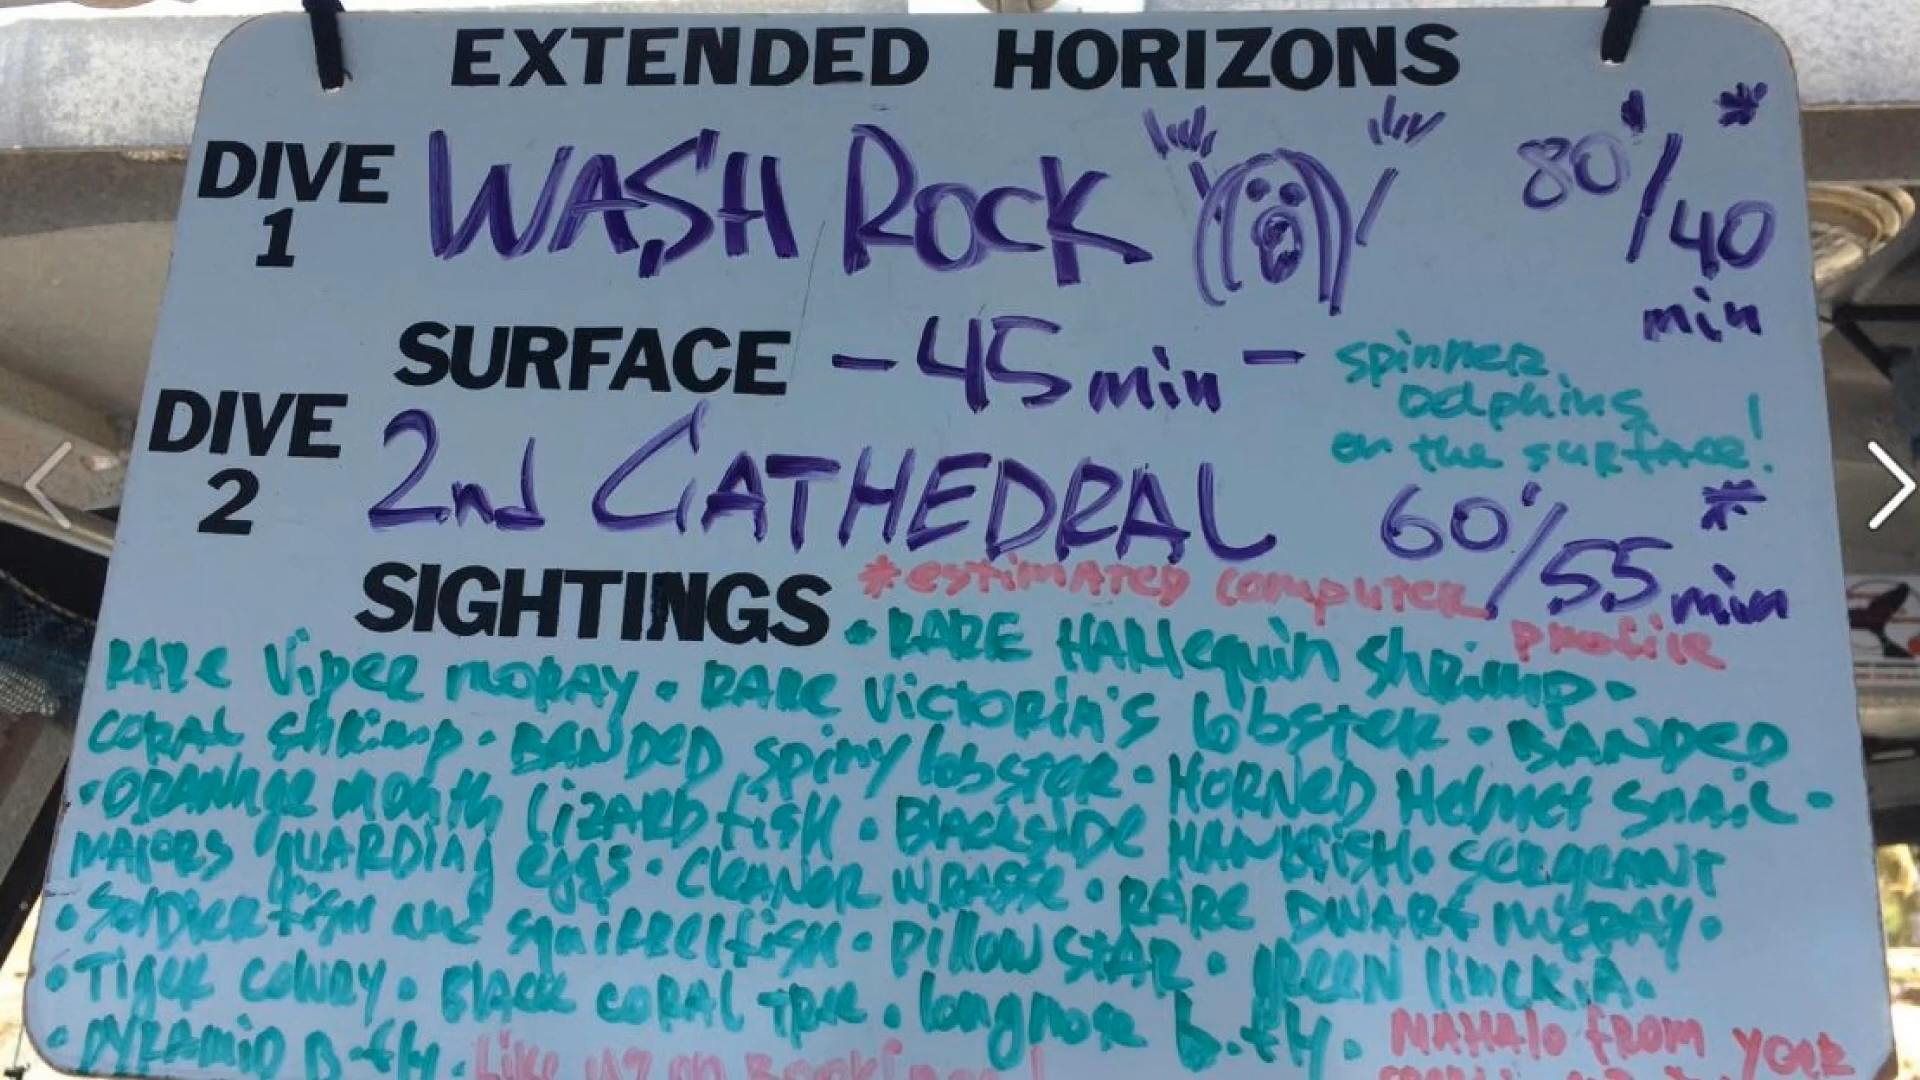 EXTENDED HORIZONS
DIVE 1 WASH ROCK 80'/40 min *
SURFACE - 45 min -
spinner Dolphins on the surface!
DIVE 2 2nd CATHEDRAL 60'/55 min *
*estimated computer profile
SIGHTINGS • RARE HARlequin shrimp •
RARE Viper moray • RARE Victoria's lobster • BANDED
CORAL shrimp • BANDED spiny lobster • HORNED Helmet snail •
• ORANge mouth lizARD fish • Blackside HAWKfish • sergeant
MAJORS guarding eggs • Cleaner wrasse • RARE DWARF MORAY •
• Soldierfish and squirrelfish • Pillow STAR • GREEN linckia •
• Tiger cowry • Black coral tree • longnose b.fly •
• PYRAMID B-fly • Like us on
MAHAlo from your